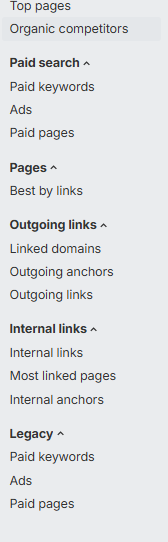 Top pages
Organic competitors
Paid search
Paid keywords
Ads
Paid pages
Pages
Best by links
Outgoing links
Linked domains
Outgoing anchors
Outgoing links
Internal links
Internal links
Most linked pages
Internal anchors
Legacy
Paid keywords
Ads
Paid pages